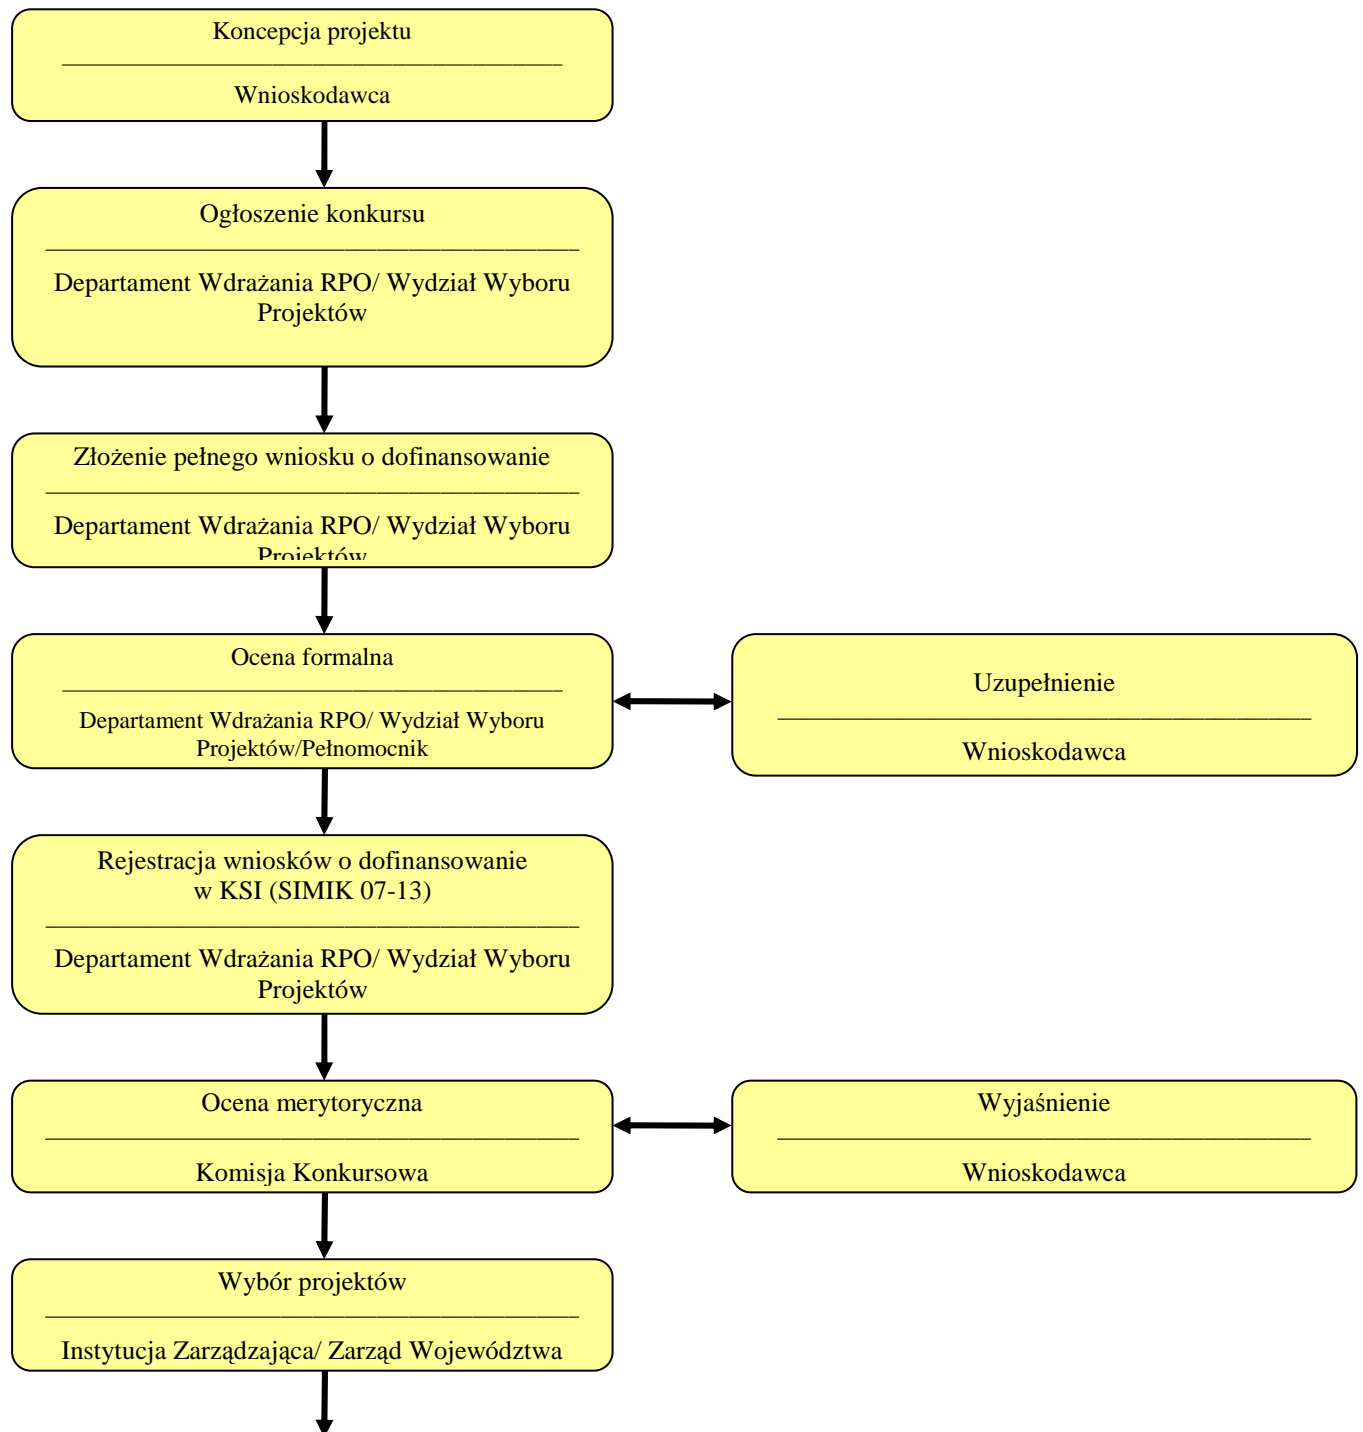 Koncepcja projektu
Wnioskodawca
Ogłoszenie konkursu
Departament Wdrażania RPO/ Wydział Wyboru
Projektów
Złożenie pełnego wniosku o dofinansowanie
Departament Wdrażania RPO/ Wydział Wyboru
Projektów
Ocena formalna
Departament Wdrażania RPO/ Wydział Wyboru
Projektów/Pełnomocnik
Uzupełnienie
Wnioskodawca
Rejestracja wniosków o dofinansowanie
w KSI (SIMIK 07-13)
Departament Wdrażania RPO/ Wydział Wyboru
Projektów
Ocena merytoryczna
Komisja Konkursowa
Wyjaśnienie
Wnioskodawca
Wybór projektów
Instytucja Zarządzająca/ Zarząd Województwa